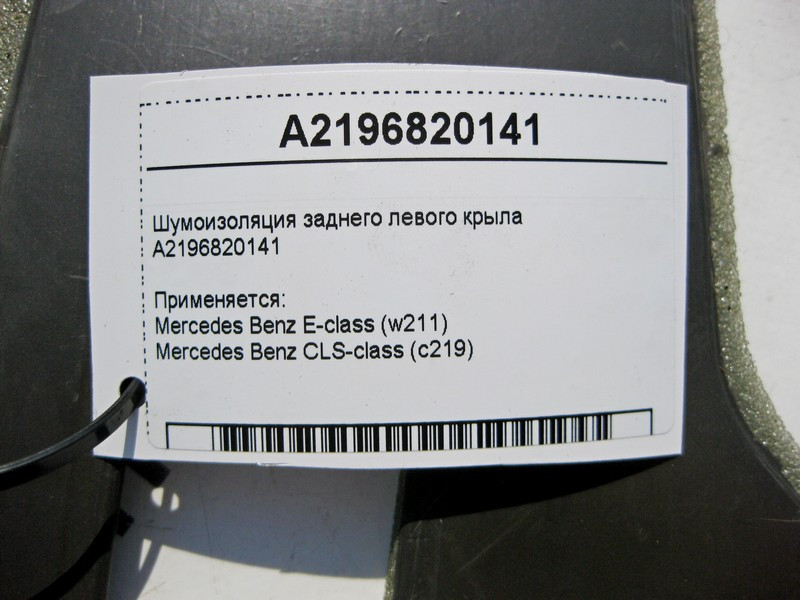 A2196820141
Шумоизоляция заднего левого крыла
A2196820141
Применяется:
Mercedes Benz E-class (w211)
Mercedes Benz CLS-class (c219)